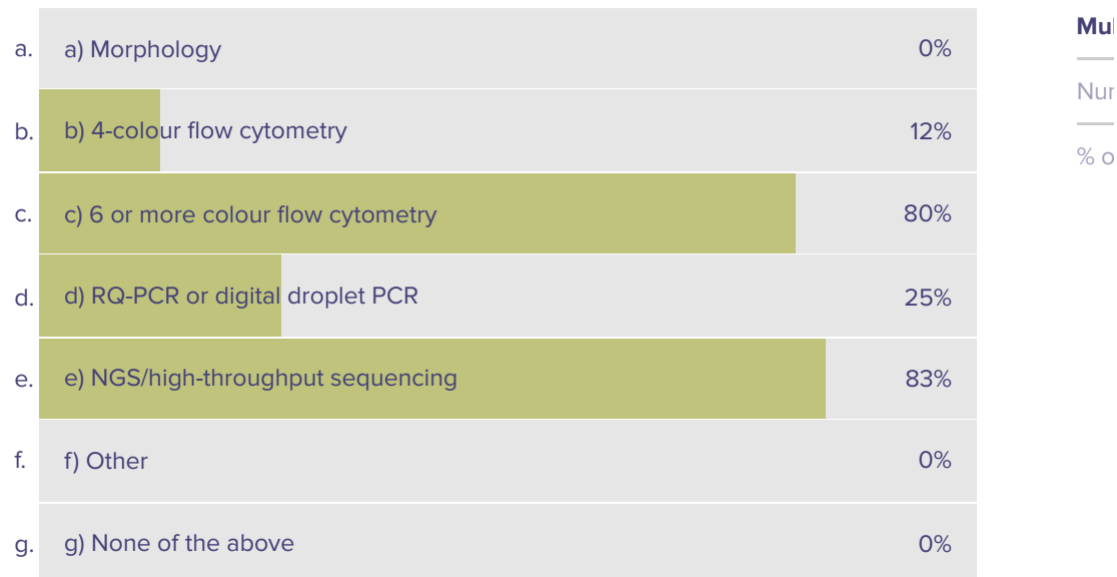 a. a) Morphology 0%
b. b) 4-colour flow cytometry 12%
c. c) 6 or more colour flow cytometry 80%
d. d) RQ-PCR or digital droplet PCR 25%
e. e) NGS/high-throughput sequencing 83%
f. f) Other 0%
g. g) None of the above 0%
% o